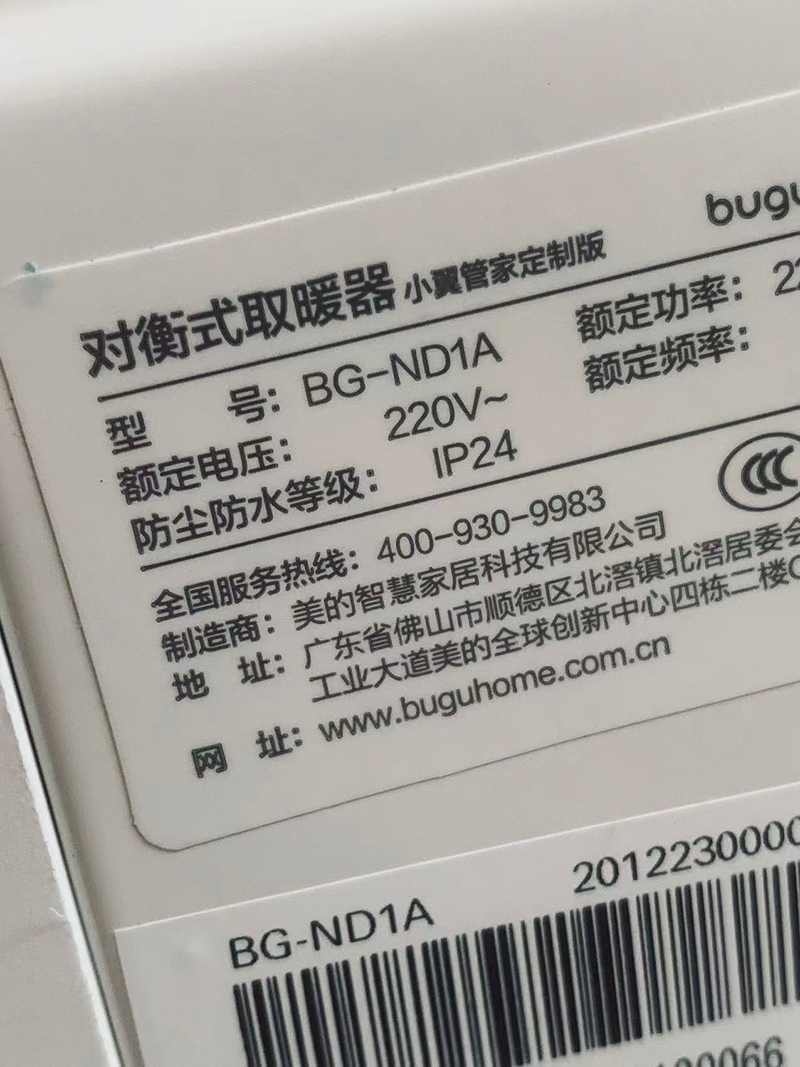 bugu
对衡式取暖器 小翼管家定制版
型 号: BG-ND1A 额定功率: 22
额定电压: 220V~ 额定频率:
防尘防水等级: IP24
CCC
全国服务热线: 400-930-9983
制造商: 美的智慧家居科技有限公司
地 址: 广东省佛山市顺德区北滘镇北滘居委会
工业大道美的全球创新中心四栋二楼C
网 址: www.buguhome.com.cn
BG-ND1A 2012230000
100066